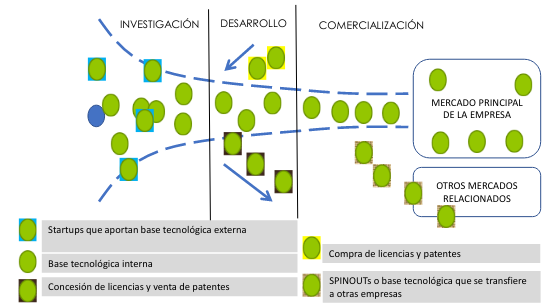 INVESTIGACIÓN
DESARROLLO
COMERCIALIZACIÓN
MERCADO PRINCIPAL
DE LA EMPRESA
OTROS MERCADOS
RELACIONADOS
Startups que aportan base tecnológica externa
Base tecnológica interna
Concesión de licencias y venta de patentes
Compra de licencias y patentes
SPINOUTs o base tecnológica que se transfiere
a otras empresas